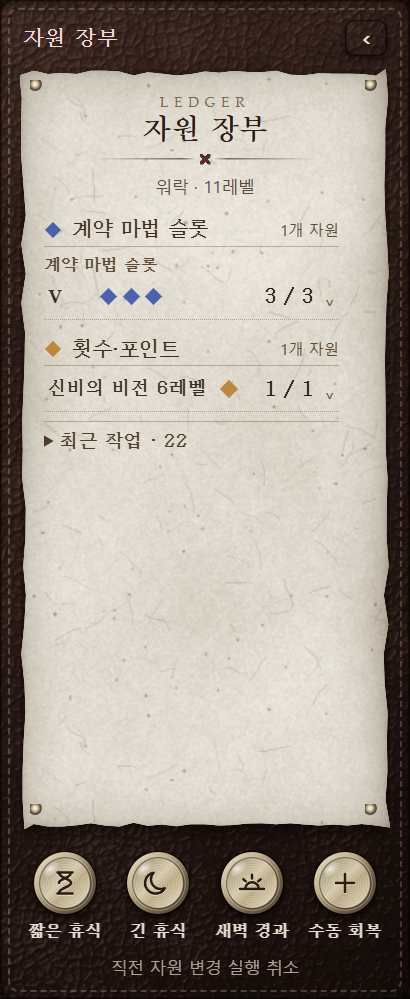 자원 장부
LEDGER
자원 장부
워락 · 11레벨
계약 마법 슬롯 1개 자원
계약 마법 슬롯
V 3 / 3 v
횟수·포인트 1개 자원
신비의 비전 6레벨 1 / 1 v
▶ 최근 작업 · 22
짧은 휴식 긴 휴식 새벽 경과 수동 회복
직전 자원 변경 실행 취소